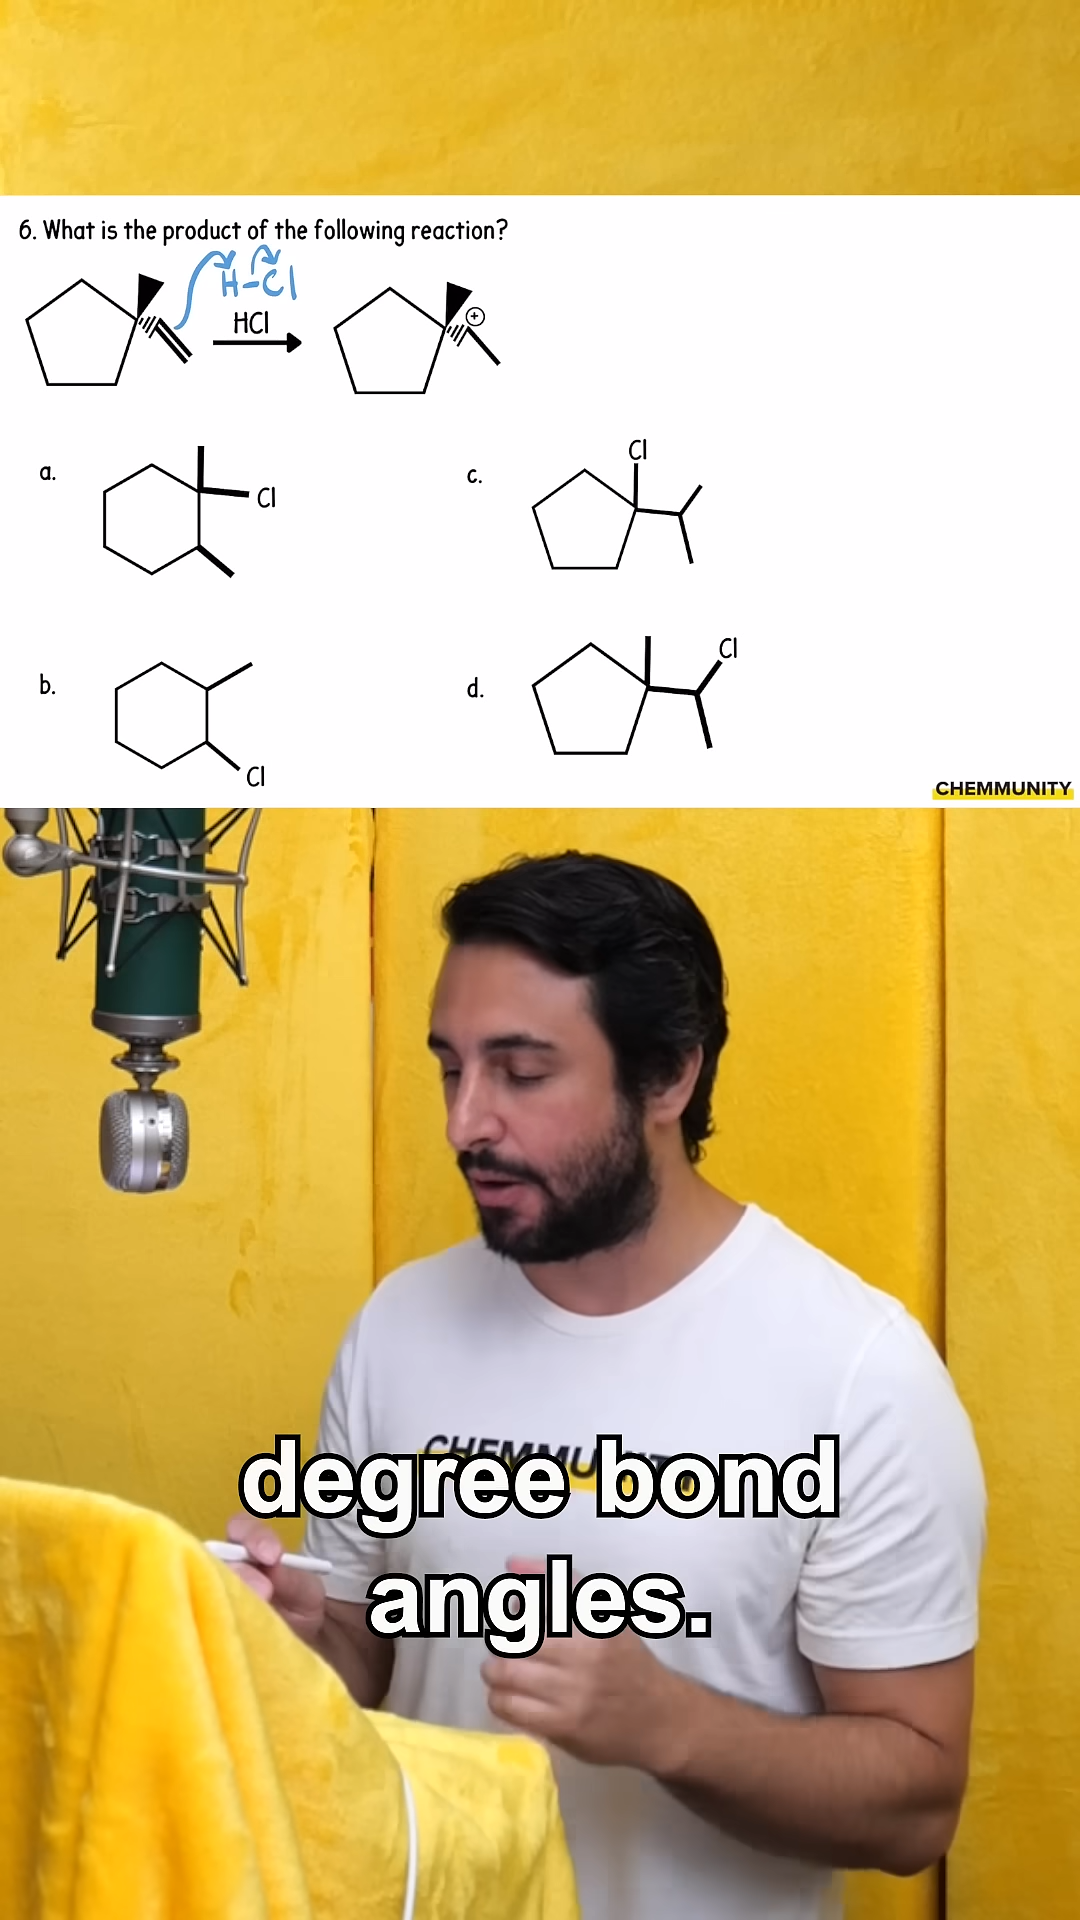 6. What is the product of the following reaction?
H-Cl
HCl
+
a.
Cl
c.
Cl
b.
Cl
d.
Cl
CHEMMUNITY
CHEMMUNITY
degree bond
angles.